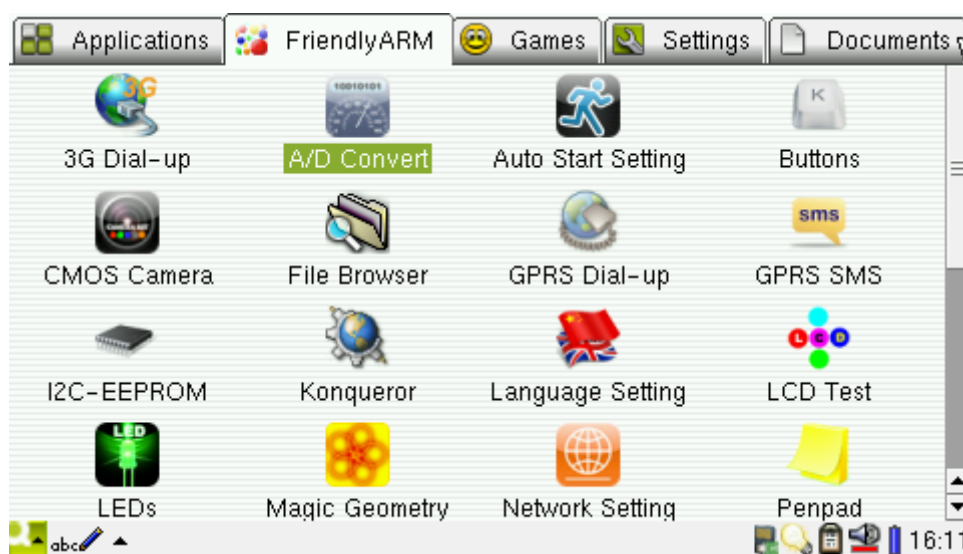 Applications FriendlyARM Games Settings Documents
3G
10010101
K
3G Dial-up A/D Convert Auto Start Setting Buttons
sms
CMOS Camera File Browser GPRS Dial-up GPRS SMS
L C D
I2C-EEPROM Konqueror Language Setting LCD Test
LED
LEDs Magic Geometry Network Setting Penpad
abc 16:11